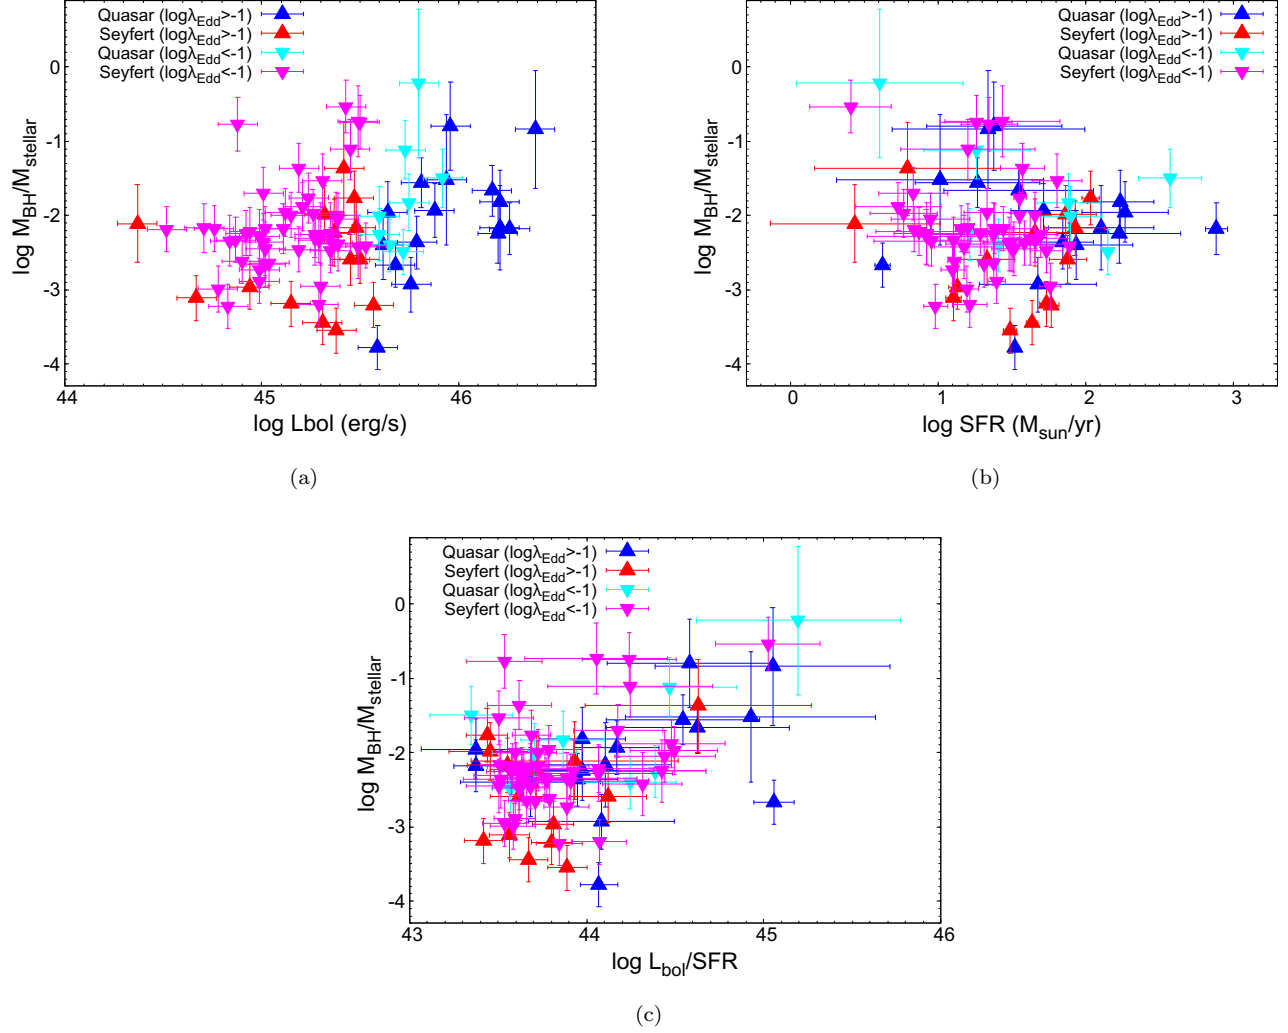 Quasar (logλEdd>-1)
Seyfert (logλEdd>-1)
Quasar (logλEdd<-1)
Seyfert (logλEdd<-1)
0
-1
-2
-3
-4
log MBH/Mstellar
44 45 46
log Lbol (erg/s)
(a)
Quasar (logλEdd>-1)
Seyfert (logλEdd>-1)
Quasar (logλEdd<-1)
Seyfert (logλEdd<-1)
0
-1
-2
-3
-4
log MBH/Mstellar
0 1 2 3
log SFR (Msun/yr)
(b)
Quasar (logλEdd>-1)
Seyfert (logλEdd>-1)
Quasar (logλEdd<-1)
Seyfert (logλEdd<-1)
0
-1
-2
-3
-4
log MBH/Mstellar
43 44 45 46
log Lbol/SFR
(c)